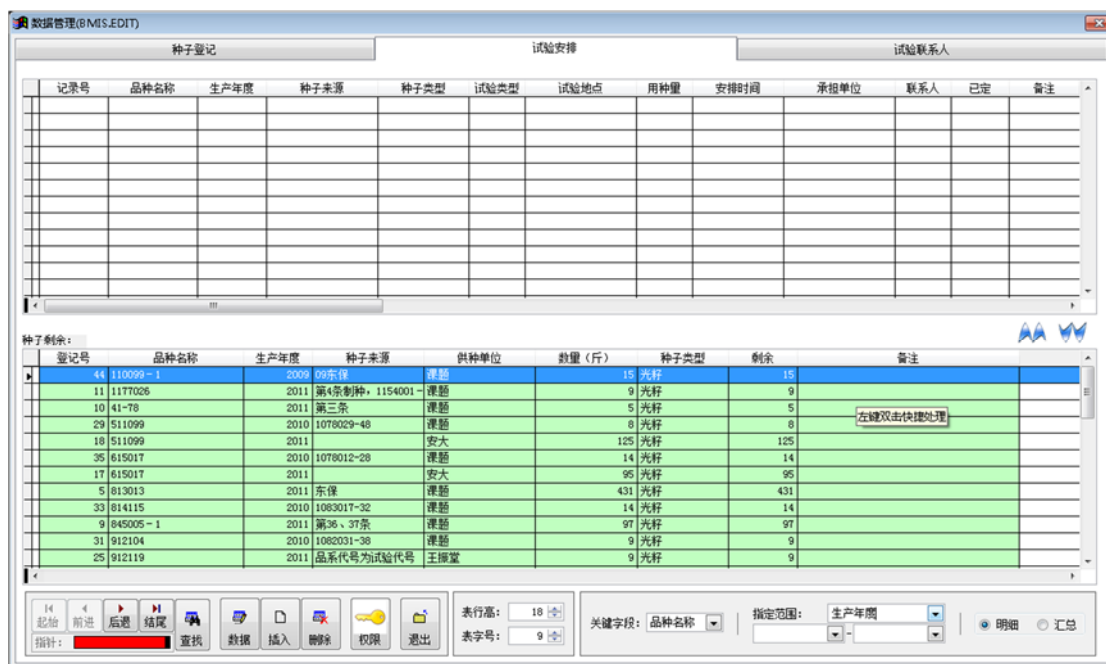 数据管理(BMIS.EDIT)
种子登记 试验安排 试验联系人
记录号 品种名称 生产年度 种子来源 种子类型 试验类型 试验地点 用种量 安排时间 承担单位 联系人 已定 备注
种子剩余：
登记号 品种名称 生产年度 种子来源 供种单位 数量（斤） 种子类型 剩余 备注
44 110099-1 2009 09东保 课题 15 光籽 15
11 1177026 2011 第4条制种，1154001- 课题 9 光籽 9
10 41-78 2011 第三条 课题 5 光籽 5
左键双击快捷处理
29 511099 2010 1078029-48 课题 8 光籽 8
18 511099 2011 安大 125 光籽 125
35 615017 2010 1078012-28 课题 14 光籽 14
17 615017 2011 安大 95 光籽 95
5 813013 2011 东保 课题 431 光籽 431
33 814115 2010 1083017-32 课题 14 光籽 14
9 845005-1 2011 第36、37条 课题 97 光籽 97
31 912104 2010 1082031-38 课题 9 光籽 9
25 912119 2011 品系代号为试验代号 王振堂 9 光籽 9
起始 前进 后退 结尾 查找 数据 插入 删除 权限 退出
指针：
表行高： 18
表字号： 9
关键字段： 品种名称
指定范围： 生产年度
-
明细 汇总